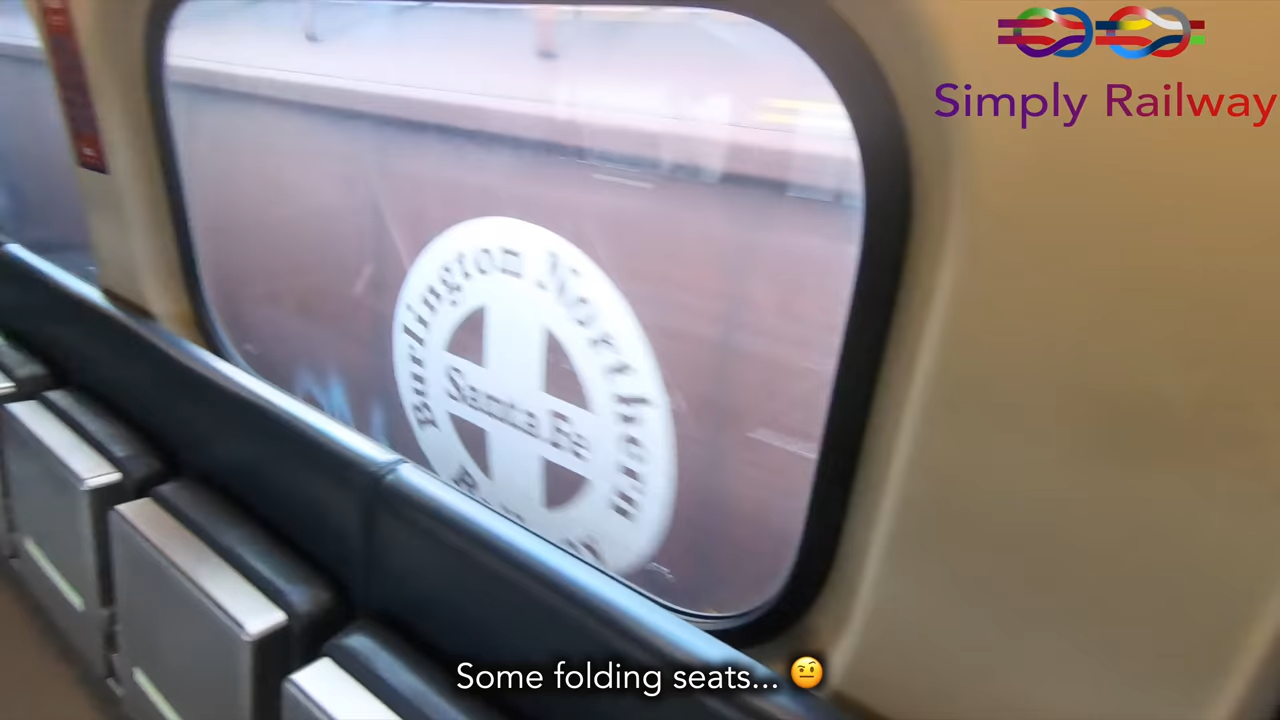 Simply Railway
Burlington Northern
Santa Fe
Some folding seats... 🤨